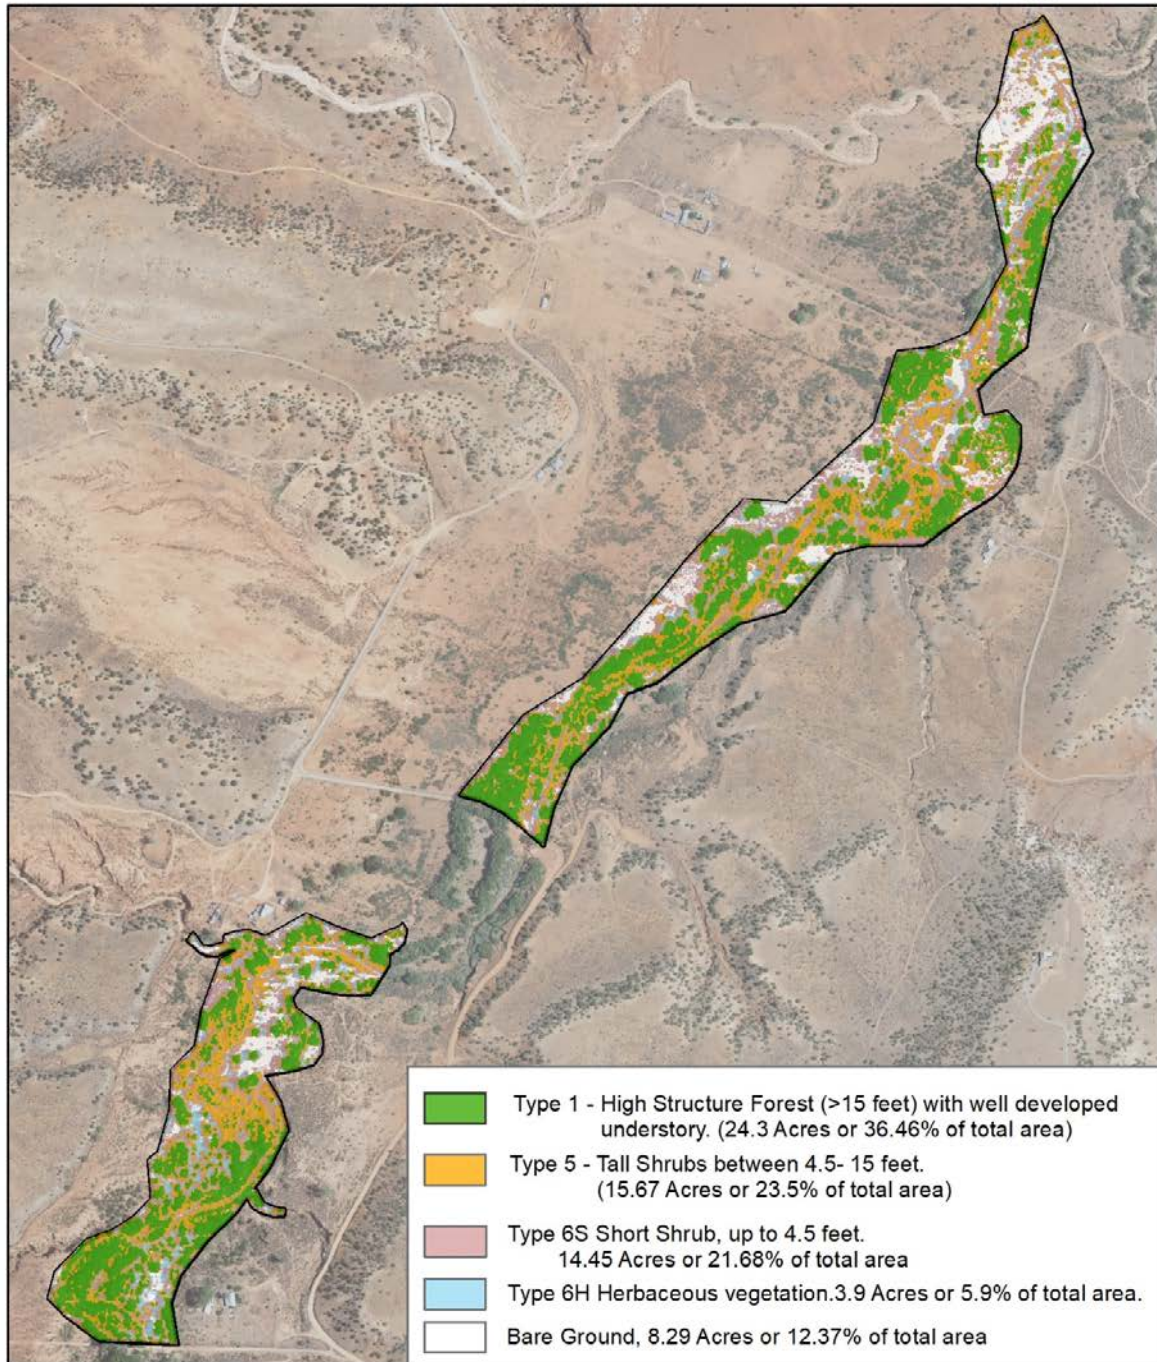 Type 1 - High Structure Forest (>15 feet) with well developed
understory. (24.3 Acres or 36.46% of total area)
Type 5 - Tall Shrubs between 4.5- 15 feet.
(15.67 Acres or 23.5% of total area)
Type 6S Short Shrub, up to 4.5 feet.
14.45 Acres or 21.68% of total area
Type 6H Herbaceous vegetation.3.9 Acres or 5.9% of total area.
Bare Ground, 8.29 Acres or 12.37% of total area